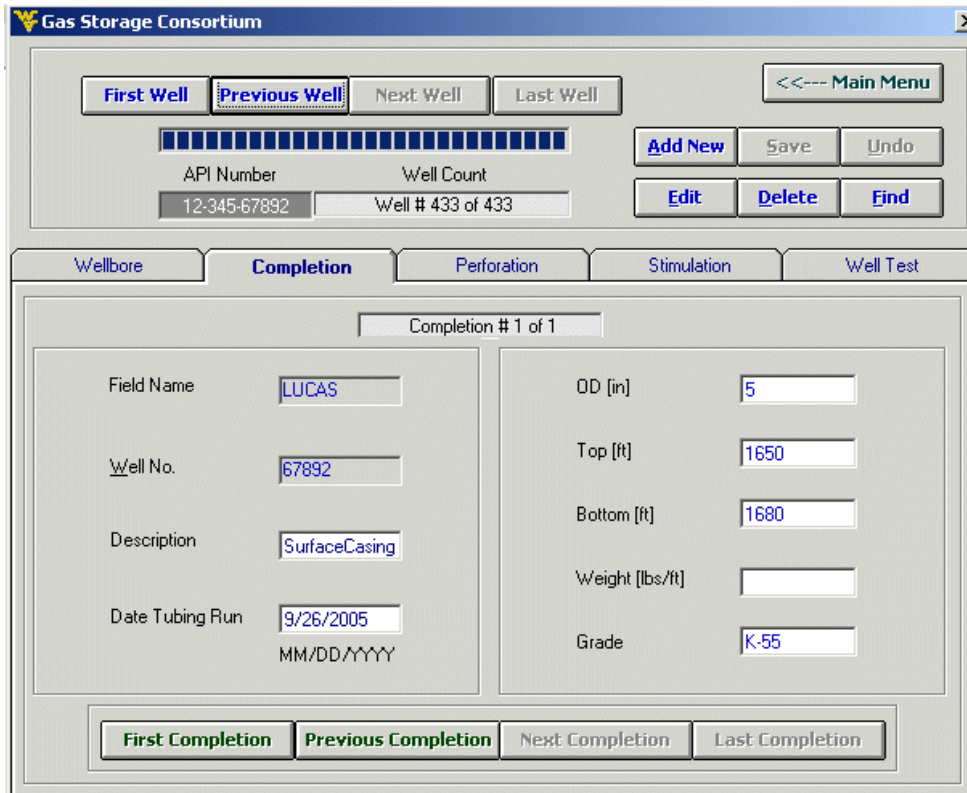 Gas Storage Consortium
First Well Previous Well Next Well Last Well <<--- Main Menu
Add New Save Undo
API Number Well Count
12-345-67892 Well # 433 of 433 Edit Delete Find
Wellbore Completion Perforation Stimulation Well Test
Completion # 1 of 1
Field Name LUCAS OD [in] 5
Top [ft] 1650
Well No. 67892
Bottom [ft] 1680
Description SurfaceCasing
Weight [lbs/ft]
Date Tubing Run 9/26/2005
Grade K-55
MM/DD/YYYY
First Completion Previous Completion Next Completion Last Completion